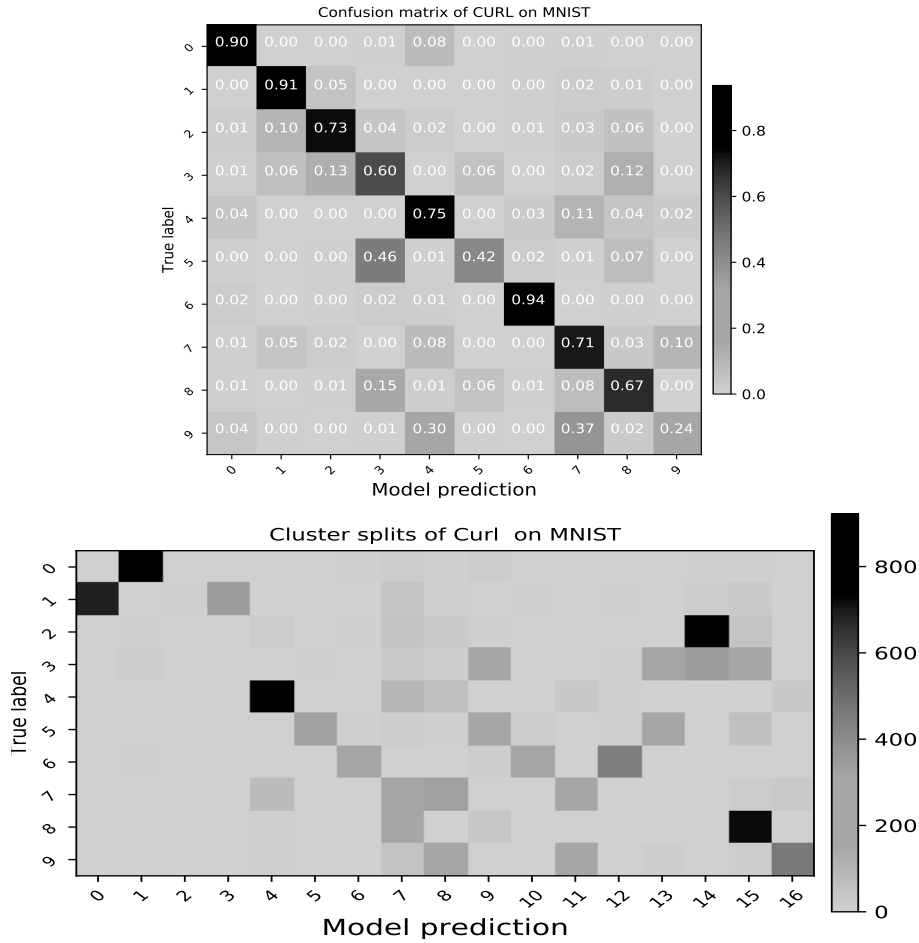 Confusion matrix of CURL on MNIST
0 0.90 0.00 0.00 0.01 0.08 0.00 0.00 0.01 0.00 0.00
1 0.00 0.91 0.05 0.00 0.00 0.00 0.00 0.02 0.01 0.00
2 0.01 0.10 0.73 0.04 0.02 0.00 0.01 0.03 0.06 0.00
3 0.01 0.06 0.13 0.60 0.00 0.06 0.00 0.02 0.12 0.00
4 0.04 0.00 0.00 0.00 0.75 0.00 0.03 0.11 0.04 0.02
5 0.00 0.00 0.00 0.46 0.01 0.42 0.02 0.01 0.07 0.00
6 0.02 0.00 0.00 0.02 0.01 0.00 0.94 0.00 0.00 0.00
7 0.01 0.05 0.02 0.00 0.08 0.00 0.00 0.71 0.03 0.10
8 0.01 0.00 0.01 0.15 0.01 0.06 0.01 0.08 0.67 0.00
9 0.04 0.00 0.00 0.01 0.30 0.00 0.00 0.37 0.02 0.24
0 1 2 3 4 5 6 7 8 9
True label
Model prediction
0.8
0.6
0.4
0.2
0.0
Cluster splits of Curl on MNIST
0
1
2
3
4
5
6
7
8
9
True label
0 1 2 3 4 5 6 7 8 9 10 11 12 13 14 15 16
Model prediction
800
600
400
200
0